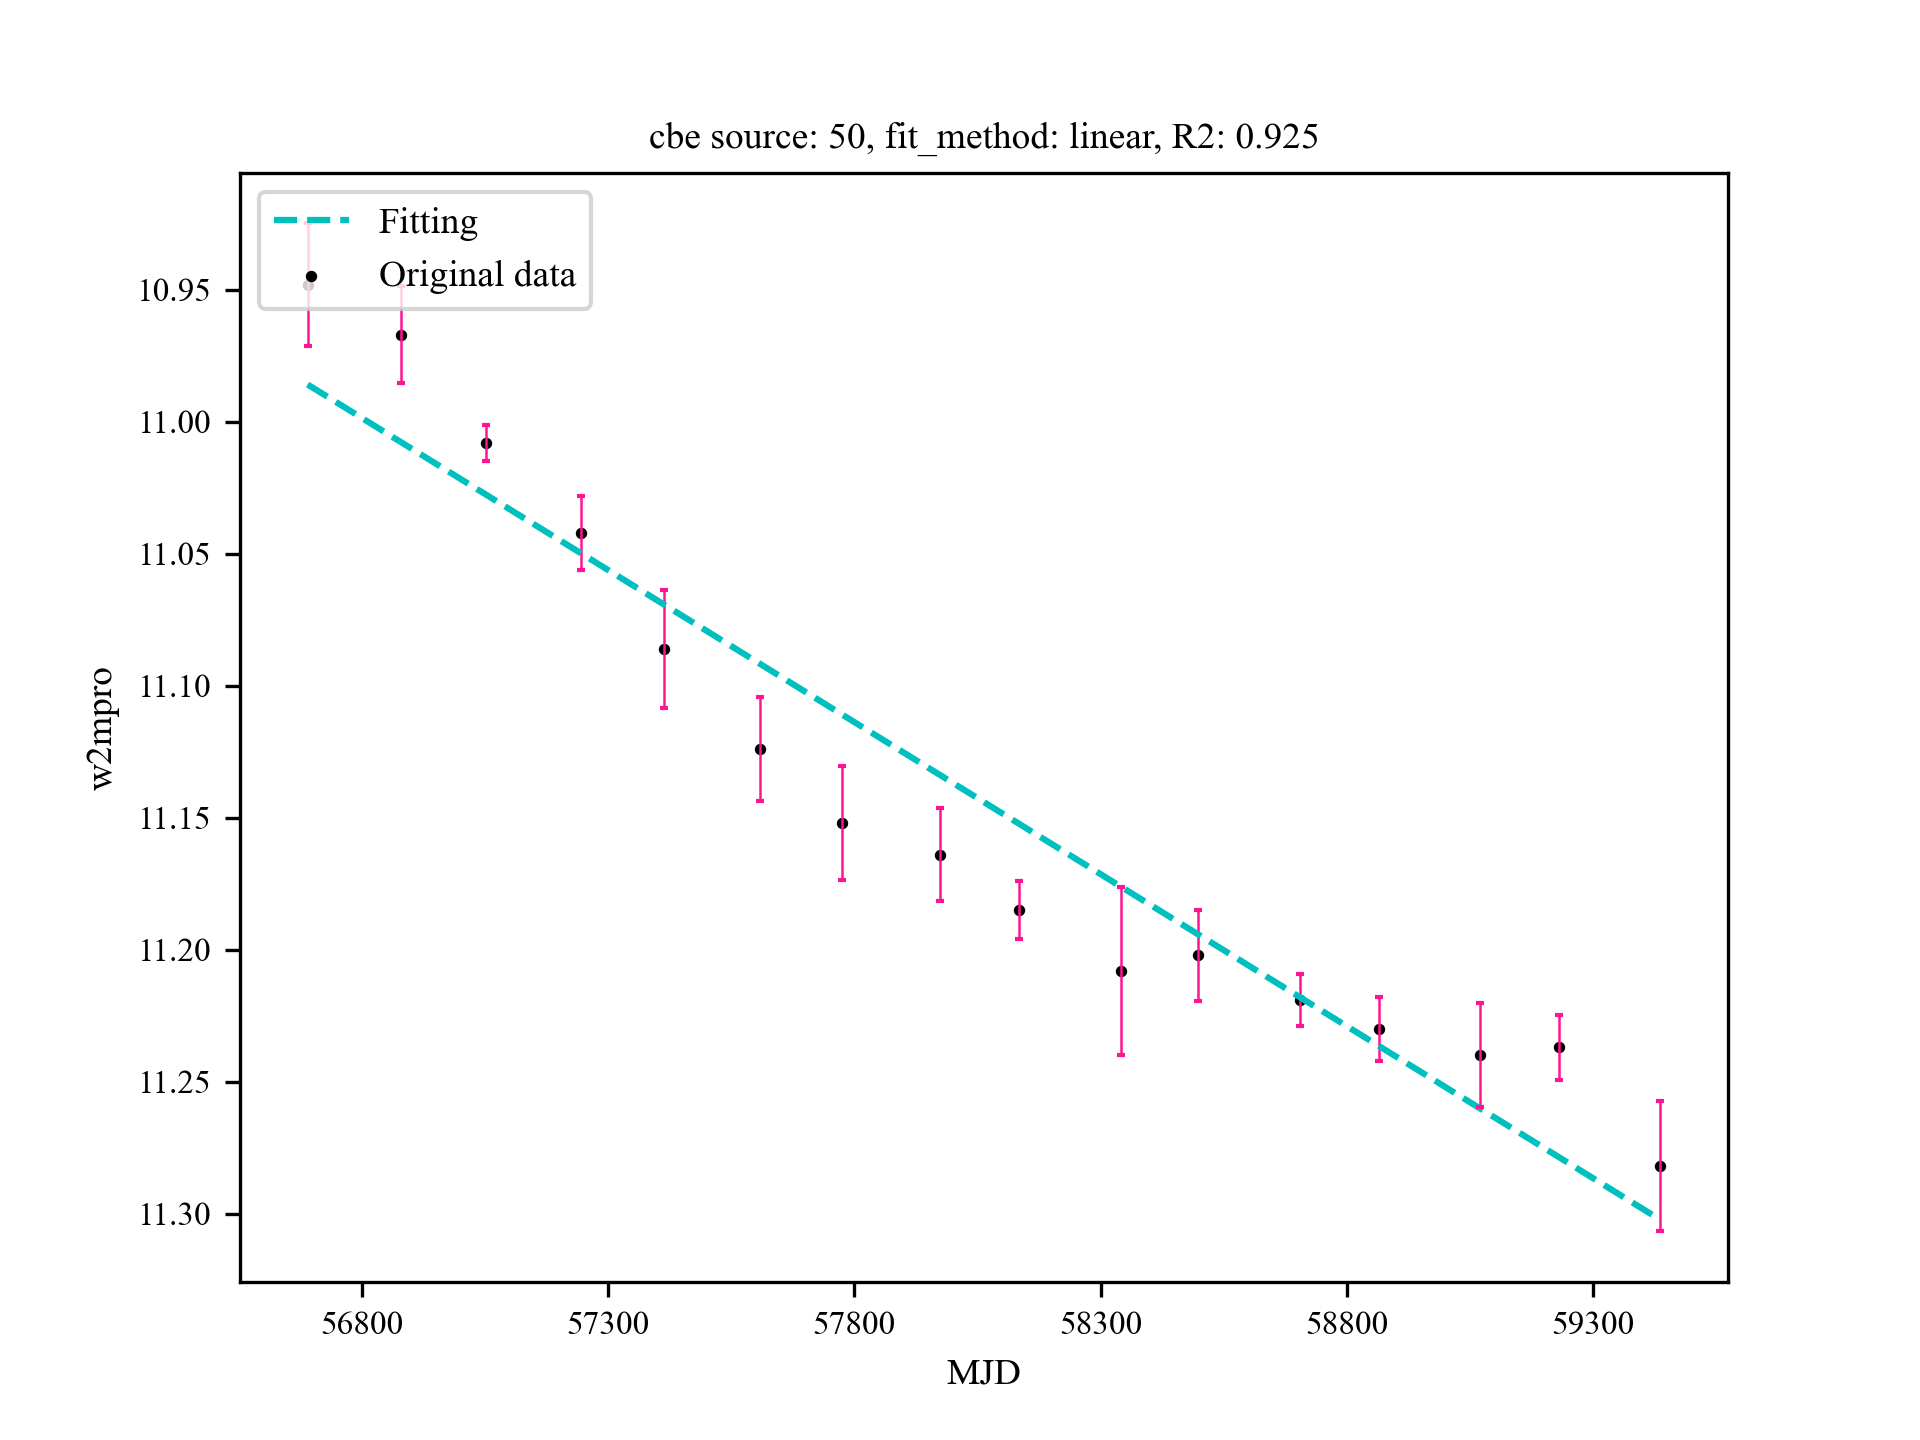 cbe source: 50, fit_method: linear, R2: 0.925
Fitting
Original data
10.95
11.00
11.05
11.10
11.15
11.20
11.25
11.30
w2mpro
56800 57300 57800 58300 58800 59300
MJD